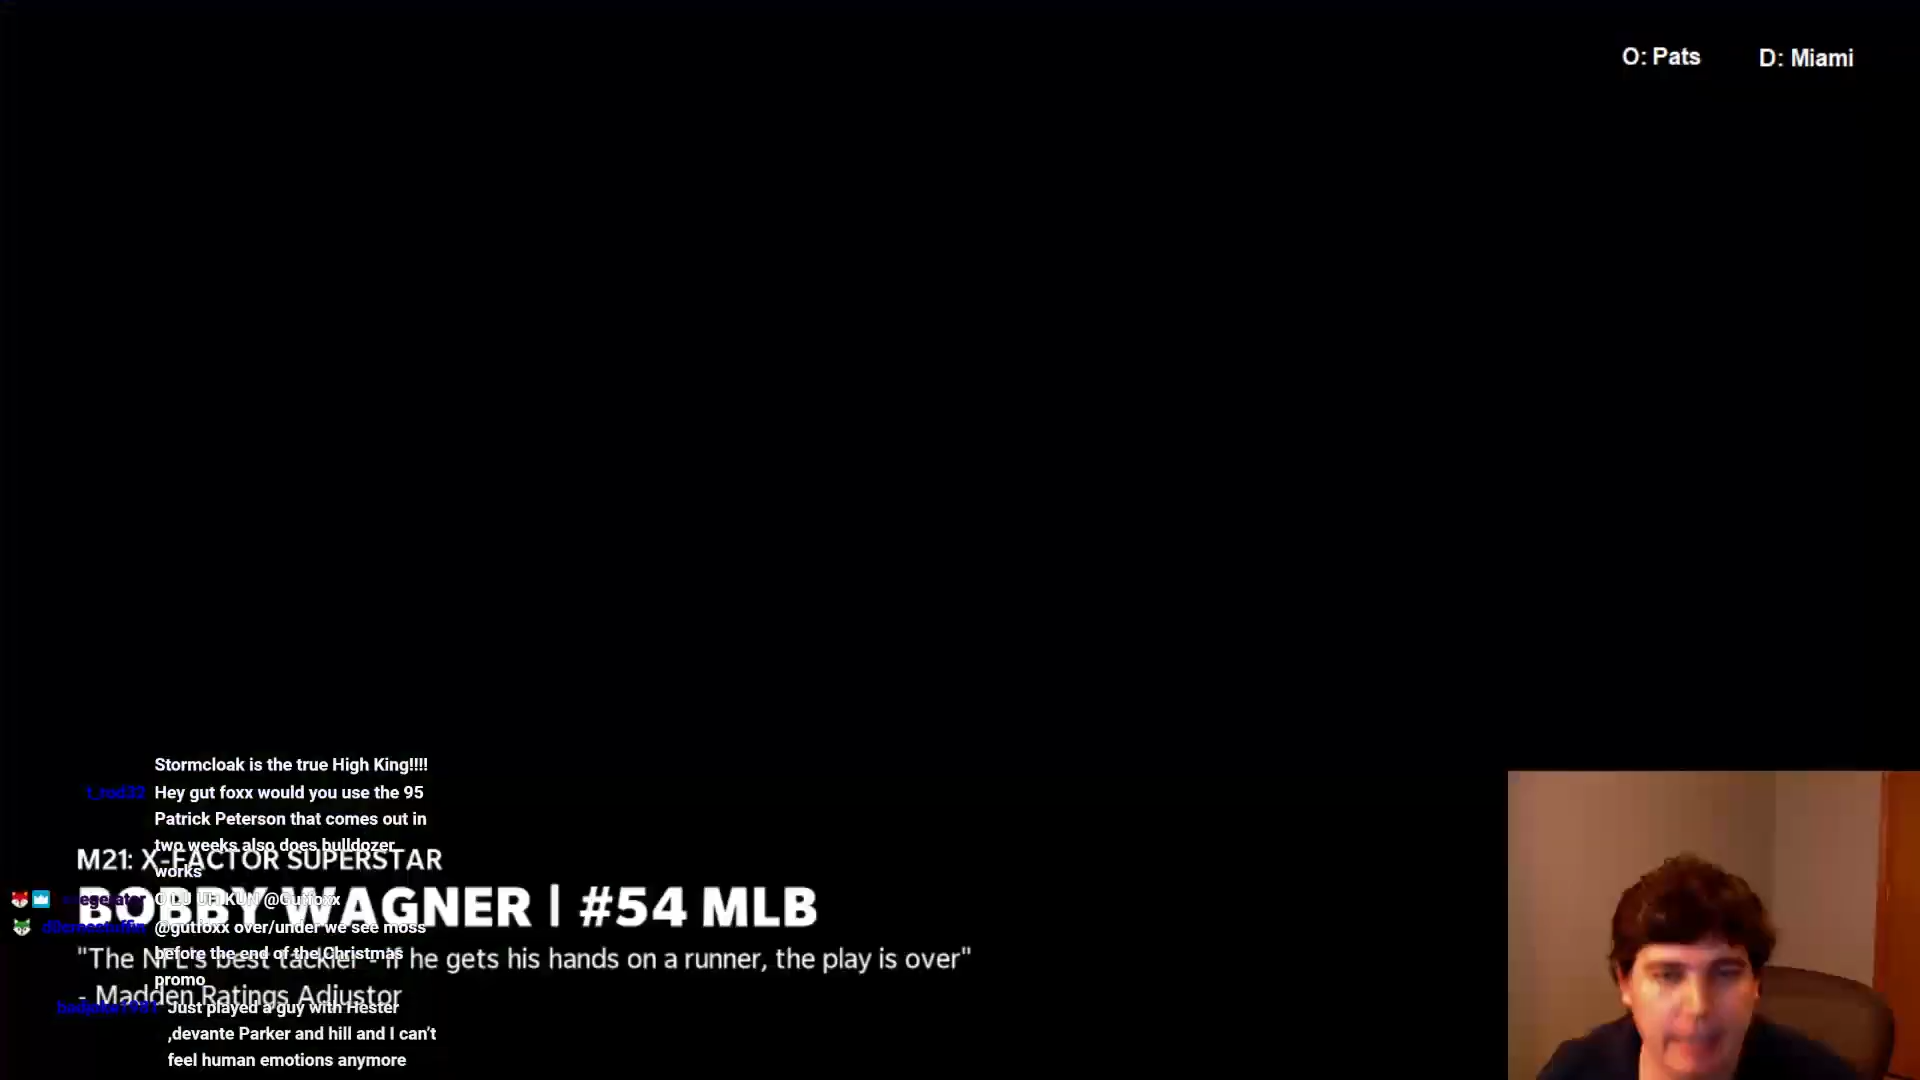 O: Pats D: Miami
Stormcloak is the true High King!!!!
t_rod32 Hey gut foxx would you use the 95
Patrick Peterson that comes out in
two weeks also does bulldozer
works
M21: X-FACTOR SUPERSTAR
@Gutfoxx
BOBBY WAGNER | #54 MLB
@gutfoxx over/under we see moss
before the end of the Christmas
promo
"The NFL's best tackler - if he gets his hands on a runner, the play is over"
- Madden Ratings Adjustor
Just played a guy with Hester
,devante Parker and hill and I can't
feel human emotions anymore